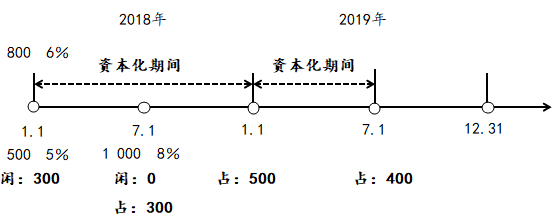 2018年 2019年
800 6%
资本化期间 资本化期间
1.1 7.1 1.1 7.1 12.31
500 5% 1 000 8%
闲：300 闲：0 占：500 占：400
占：300